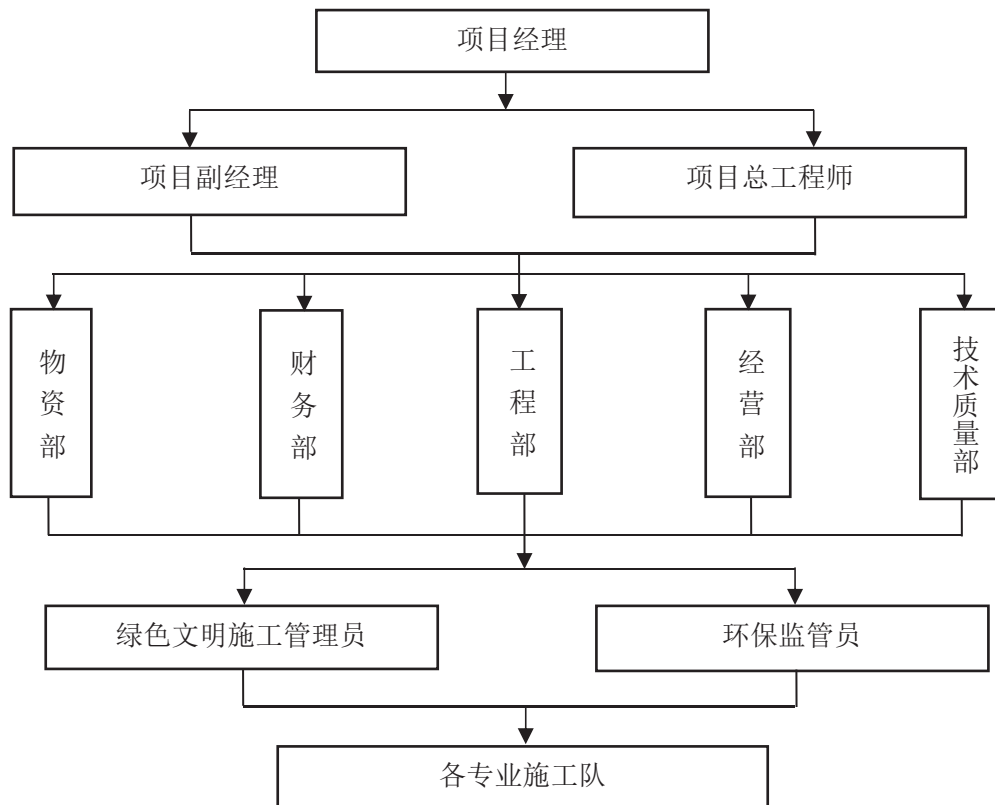 项目经理
项目副经理
项目总工程师
物资部
财务部
工程部
经营部
技术质量部
绿色文明施工管理员
环保监管员
各专业施工队